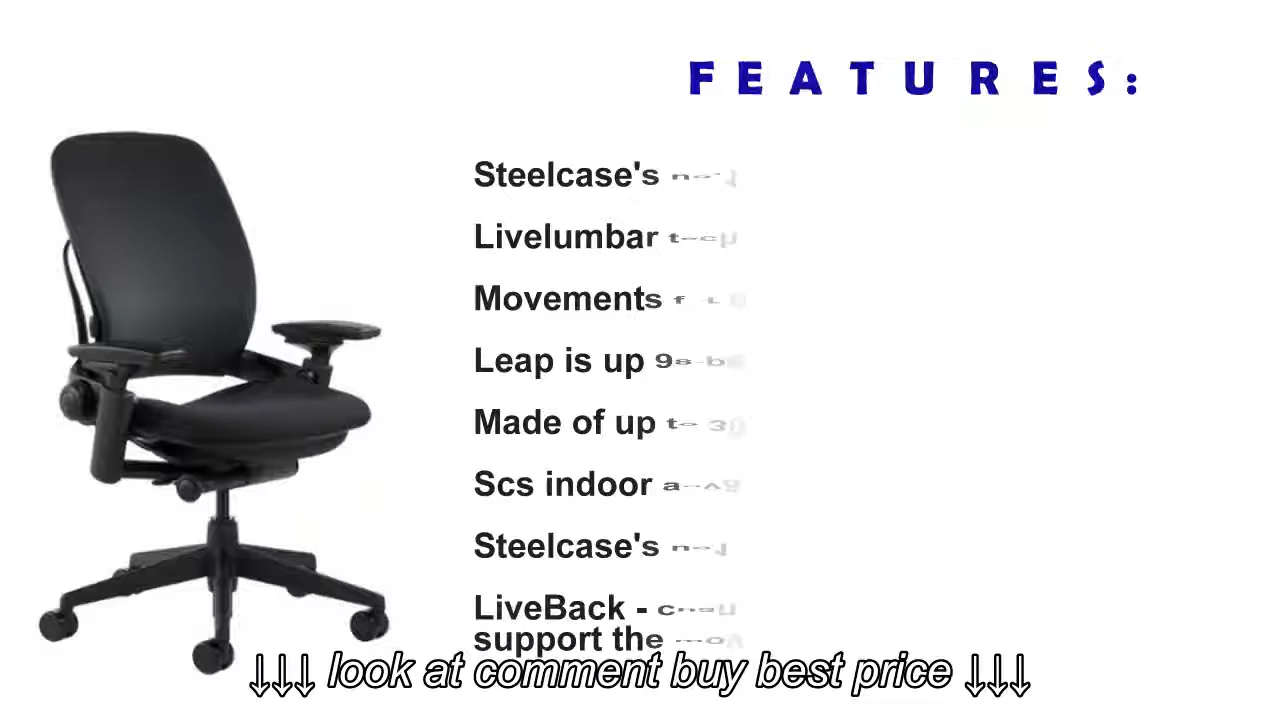 FEATURES:
Steelcase's
Livelumbar
Movements
Leap is up
Made of up
Scs indoor
Steelcase's
LiveBack -
support the
↓↓↓ look at comment buy best price ↓↓↓